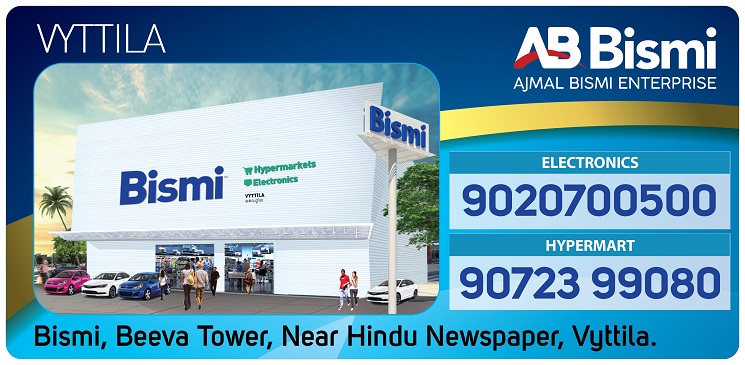 VYTTILA
AB Bismi
AJMAL BISMI ENTERPRISE
Bismi
Bismi
Hypermarkets
Electronics
VYTTILA
ELECTRONICS
9020700500
HYPERMART
90723 99080
Bismi, Beeva Tower, Near Hindu Newspaper, Vyttila.